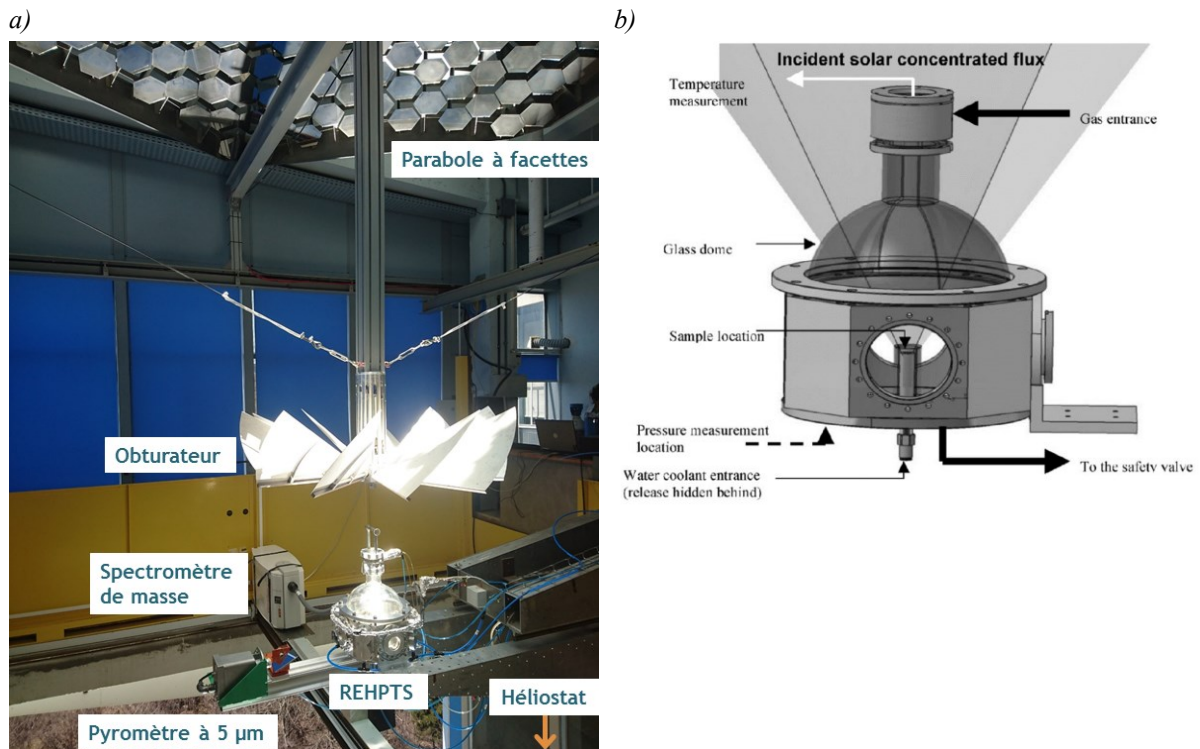 a)
b)
Parabole à facettes
Obturateur
Spectromètre
de masse
REHPTS
Héliostat
Pyromètre à 5 µm
Incident solar concentrated flux
Temperature
measurement
Gas entrance
Glass dome
Sample location
Pressure measurement
location
To the safety valve
Water coolant entrance
(release hidden behind)